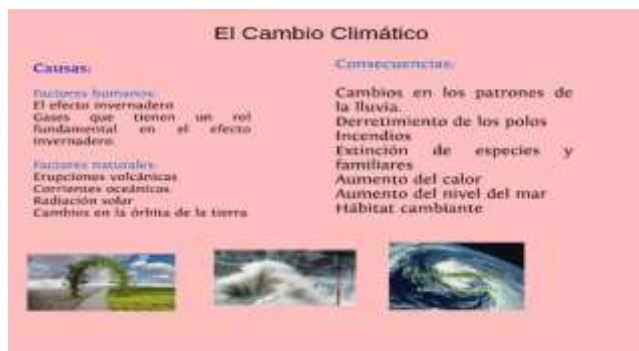 El Cambio Climático
Causas:
Factores humanos:
El efecto invernadero
Gases que tienen un rol
fundamental en el efecto
invernadero.
Factores naturales:
Erupciones volcánicas
Corrientes oceánicas
Radiación solar
Cambios en la órbita de la tierra
Consecuencias:
Cambios en los patrones de
la lluvia.
Derretimiento de los polos
Incendios
Extinción de especies y
familiares
Aumento del calor
Aumento del nivel del mar
Hábitat cambiante